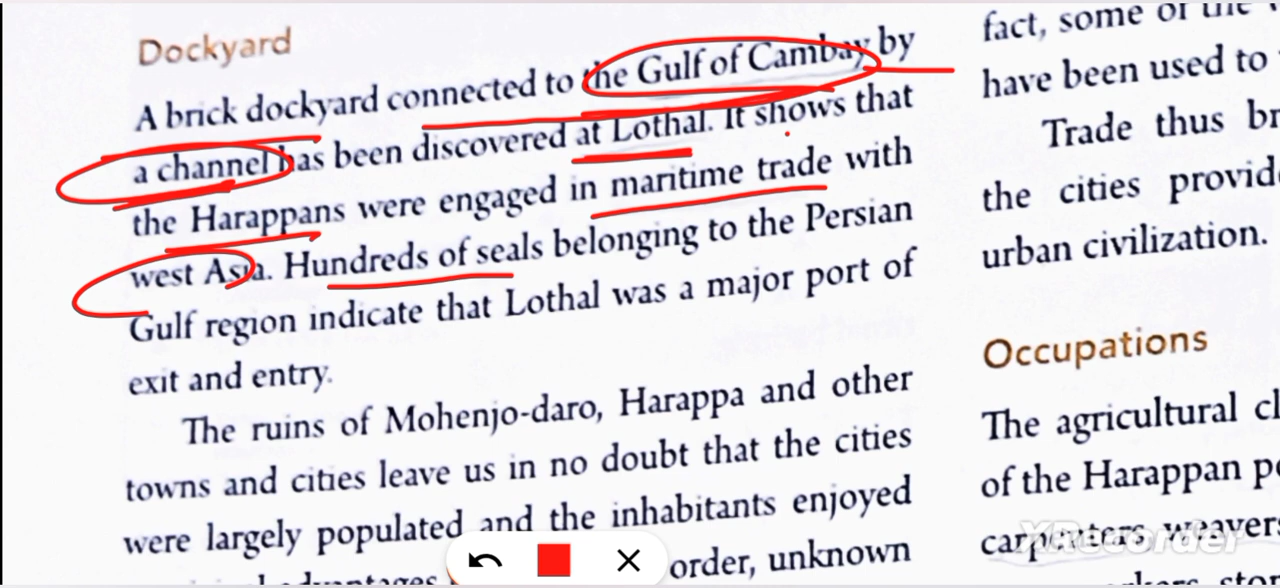 Dockyard
A brick dockyard connected to the Gulf of Cambay by
a channel has been discovered at Lothal. It shows that
the Harappans were engaged in maritime trade with
west Asia. Hundreds of seals belonging to the Persian
Gulf region indicate that Lothal was a major port of
exit and entry.
The ruins of Mohenjo-daro, Harappa and other
towns and cities leave us in no doubt that the cities
were largely populated and the inhabitants enjoyed
order, unknown
fact, some of the
have been used to
Trade thus br
the cities provid
urban civilization.
Occupations
The agricultural cl
of the Harappan pe
carpenters, weavers
XRecorder